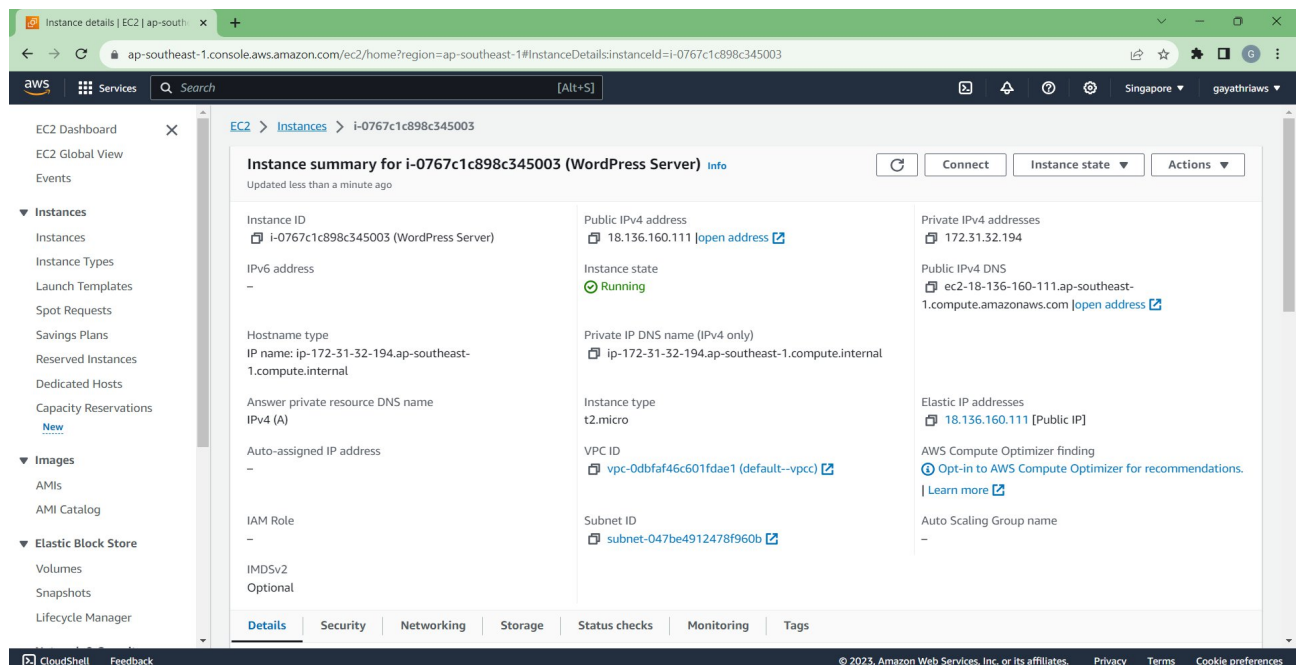 Instance details | EC2 | ap-southe
ap-southeast-1.console.aws.amazon.com/ec2/home?region=ap-southeast-1#InstanceDetails:instanceId=i-0767c1c898c345003
G
aws
Services
Search
[Alt+S]
Singapore
gayathriaws
EC2 Dashboard
EC2 Global View
Events
Instances
Instances
Instance Types
Launch Templates
Spot Requests
Savings Plans
Reserved Instances
Dedicated Hosts
Capacity Reservations
New
Images
AMIs
AMI Catalog
Elastic Block Store
Volumes
Snapshots
Lifecycle Manager
EC2 > Instances > i-0767c1c898c345003
Instance summary for i-0767c1c898c345003 (WordPress Server) Info
Updated less than a minute ago
Connect
Instance state
Actions
Instance ID
i-0767c1c898c345003 (WordPress Server)
Public IPv4 address
18.136.160.111 |open address
Private IPv4 addresses
172.31.32.194
IPv6 address
–
Instance state
Running
Public IPv4 DNS
ec2-18-136-160-111.ap-southeast-
1.compute.amazonaws.com |open address
Hostname type
IP name: ip-172-31-32-194.ap-southeast-
1.compute.internal
Private IP DNS name (IPv4 only)
ip-172-31-32-194.ap-southeast-1.compute.internal
Answer private resource DNS name
IPv4 (A)
Instance type
t2.micro
Elastic IP addresses
18.136.160.111 [Public IP]
Auto-assigned IP address
–
VPC ID
vpc-0dbfaf46c601fdae1 (default--vpcc)
AWS Compute Optimizer finding
Opt-in to AWS Compute Optimizer for recommendations.
| Learn more
IAM Role
–
Subnet ID
subnet-047be4912478f960b
Auto Scaling Group name
–
IMDSv2
Optional
Details
Security
Networking
Storage
Status checks
Monitoring
Tags
CloudShell
Feedback
© 2023, Amazon Web Services, Inc. or its affiliates.
Privacy
Terms
Cookie preferences